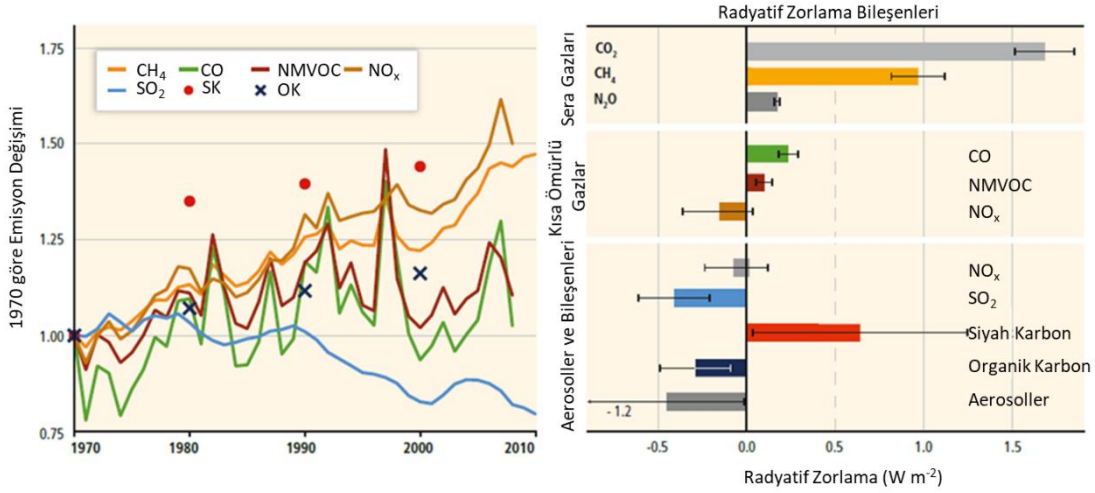 1970 göre Emisyon Değişimi
1.75
1.50
1.25
1.00
0.75
CH4 CO NMVOC NOx
SO2 SK OK
1970 1980 1990 2000 2010
Radyatif Zorlama Bileşenleri
Sera Gazları
CO2
CH4
N2O
Kısa Ömürlü
Gazlar
CO
NMVOC
NOx
Aerosoller ve Bileşenleri
NOx
SO2
Siyah Karbon
Organik Karbon
Aerosoller
- 1.2
-0.5 0.0 0.5 1.0 1.5
Radyatif Zorlama (W m-2)